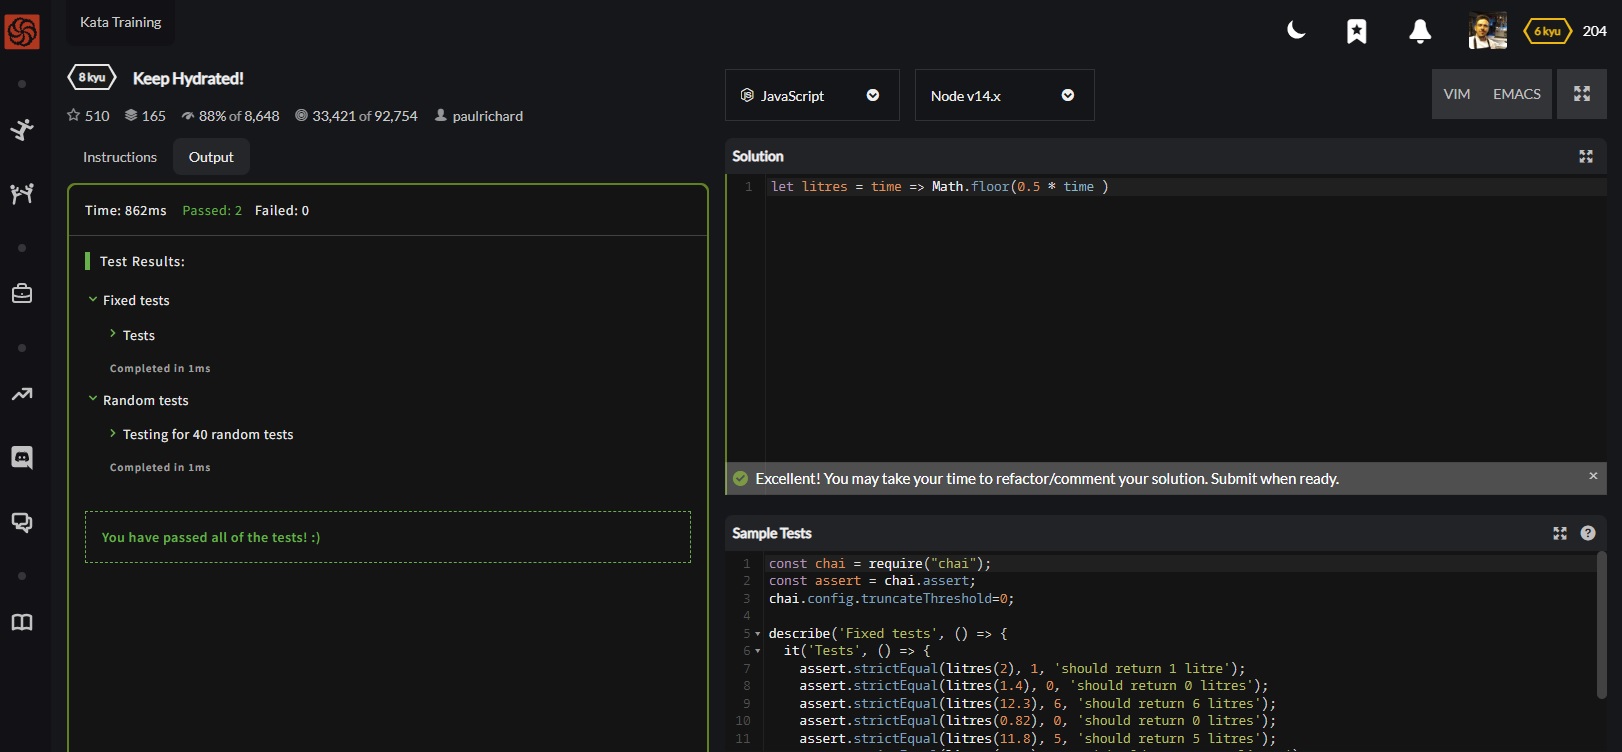 Kata Training
6 kyu 204
8 kyu Keep Hydrated!
510 165 88% of 8,648 33,421 of 92,754 paulrichard
Instructions Output
Time: 862ms Passed: 2 Failed: 0
Test Results:
Fixed tests
Tests
Completed in 1ms
Random tests
Testing for 40 random tests
Completed in 1ms
You have passed all of the tests! :)
JavaScript Node v14.x VIM EMACS
Solution
1 let litres = time => Math.floor(0.5 * time )
Excellent! You may take your time to refactor/comment your solution. Submit when ready. ×
Sample Tests ?
1 const chai = require("chai");
2 const assert = chai.assert;
3 chai.config.truncateThreshold=0;
4
5 describe('Fixed tests', () => {
6 it('Tests', () => {
7 assert.strictEqual(litres(2), 1, 'should return 1 litre');
8 assert.strictEqual(litres(1.4), 0, 'should return 0 litres');
9 assert.strictEqual(litres(12.3), 6, 'should return 6 litres');
10 assert.strictEqual(litres(0.82), 0, 'should return 0 litres');
11 assert.strictEqual(litres(11.8), 5, 'should return 5 litres');